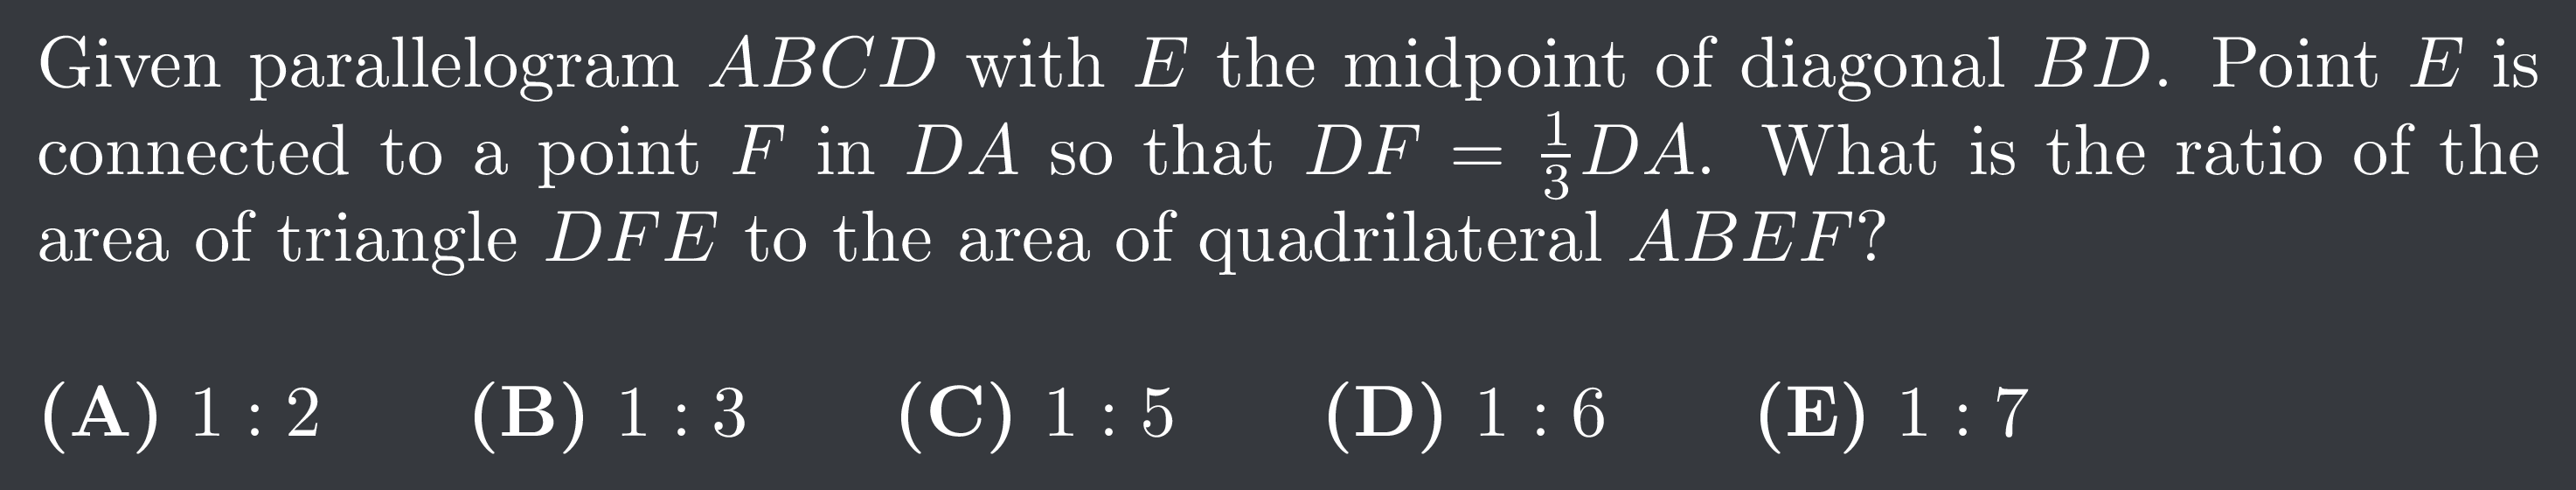 Given parallelogram $ABCD$ with $E$ the midpoint of diagonal $BD$. Point $E$ is
connected to a point $F$ in $DA$ so that $DF = \frac{1}{3}DA$. What is the ratio of the
area of triangle $DFE$ to the area of quadrilateral $ABEF$?
(A) 1 : 2 (B) 1 : 3 (C) 1 : 5 (D) 1 : 6 (E) 1 : 7